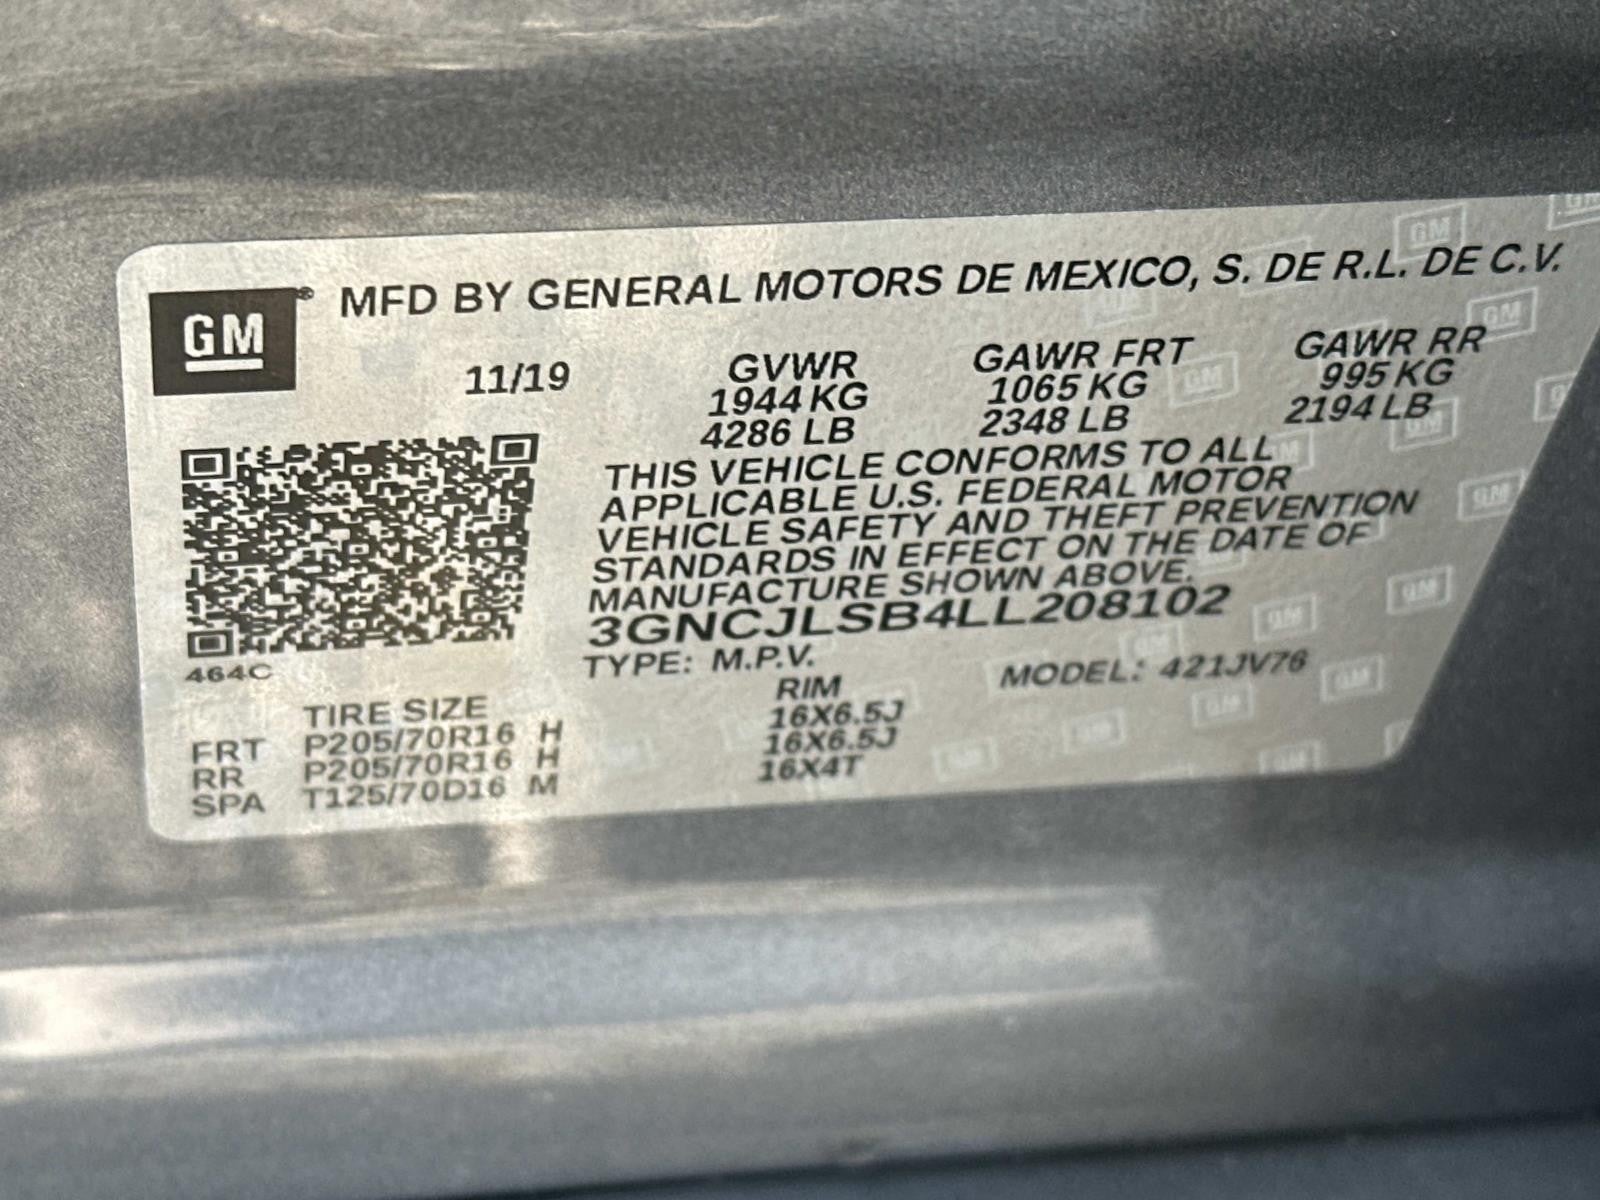 GM
MFD BY GENERAL MOTORS DE MEXICO, S. DE R.L. DE C.V.
11/19 GVWR GAWR FRT GAWR RR
1944 KG 1065 KG 995 KG
4286 LB 2348 LB 2194 LB
THIS VEHICLE CONFORMS TO ALL
APPLICABLE U.S. FEDERAL MOTOR
VEHICLE SAFETY AND THEFT PREVENTION
STANDARDS IN EFFECT ON THE DATE OF
MANUFACTURE SHOWN ABOVE.
3GNCJLSB4LL208102
464C
TYPE: M.P.V. MODEL: 421JV76
TIRE SIZE RIM
FRT P205/70R16 H 16X6.5J
RR P205/70R16 H 16X6.5J
SPA T125/70D16 M 16X4T